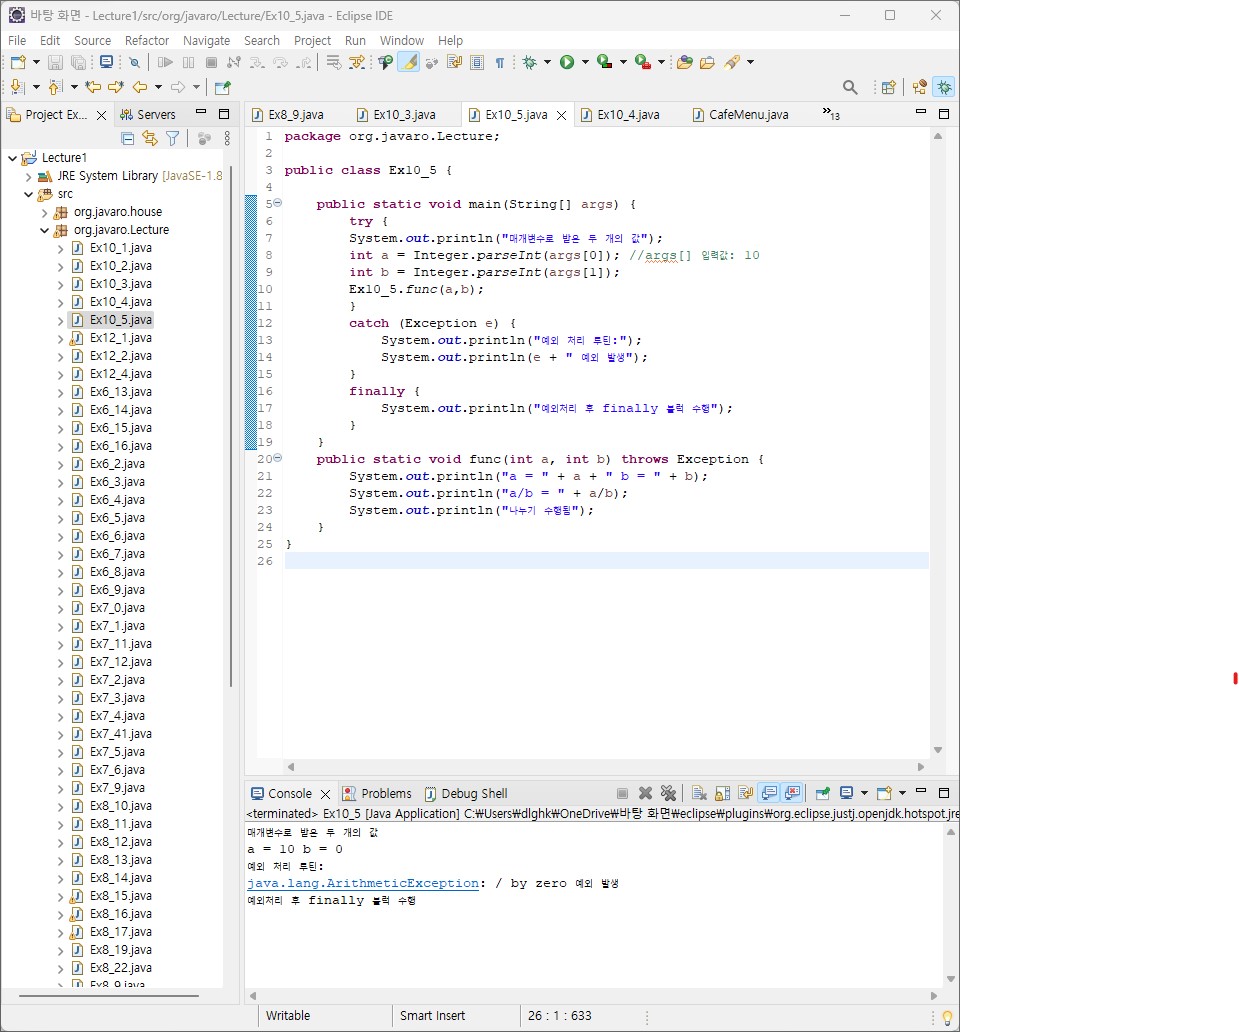 바탕 화면 - Lecture1/src/org/javaro/Lecture/Ex10_5.java - Eclipse IDE
File Edit Source Refactor Navigate Search Project Run Window Help
Project Ex... Servers
Lecture1
JRE System Library [JavaSE-1.8
src
org.javaro.house
org.javaro.Lecture
Ex10_1.java
Ex10_2.java
Ex10_3.java
Ex10_4.java
Ex10_5.java
Ex12_1.java
Ex12_2.java
Ex12_4.java
Ex6_13.java
Ex6_14.java
Ex6_15.java
Ex6_16.java
Ex6_2.java
Ex6_3.java
Ex6_4.java
Ex6_5.java
Ex6_6.java
Ex6_7.java
Ex6_8.java
Ex6_9.java
Ex7_0.java
Ex7_1.java
Ex7_11.java
Ex7_12.java
Ex7_2.java
Ex7_3.java
Ex7_4.java
Ex7_41.java
Ex7_5.java
Ex7_6.java
Ex7_9.java
Ex8_10.java
Ex8_11.java
Ex8_12.java
Ex8_13.java
Ex8_14.java
Ex8_15.java
Ex8_16.java
Ex8_17.java
Ex8_19.java
Ex8_22.java
Ex8_9.java
Ex8_9.java Ex10_3.java Ex10_5.java Ex10_4.java CafeMenu.java »13
1 package org.javaro.Lecture;
2
3 public class Ex10_5 {
4
5 public static void main(String[] args) {
6 try {
7 System.out.println("매개변수로 받은 두 개의 값");
8 int a = Integer.parseInt(args[0]); //args[] 입력값: 10
9 int b = Integer.parseInt(args[1]);
10 Ex10_5.func(a,b);
11 }
12 catch (Exception e) {
13 System.out.println("예외 처리 루틴:");
14 System.out.println(e + " 예외 발생");
15 }
16 finally {
17 System.out.println("예외처리 후 finally 블럭 수행");
18 }
19 }
20 public static void func(int a, int b) throws Exception {
21 System.out.println("a = " + a + " b = " + b);
22 System.out.println("a/b = " + a/b);
23 System.out.println("나누기 수행됨");
24 }
25 }
26
Console Problems Debug Shell
<terminated> Ex10_5 [Java Application] C:₩Users₩dlghk₩OneDrive₩바탕 화면₩eclipse₩plugins₩org.eclipse.justj.openjdk.hotspot.jre
매개변수로 받은 두 개의 값
a = 10 b = 0
예외 처리 루틴:
java.lang.ArithmeticException: / by zero 예외 발생
예외처리 후 finally 블럭 수행
Writable Smart Insert 26 : 1 : 633